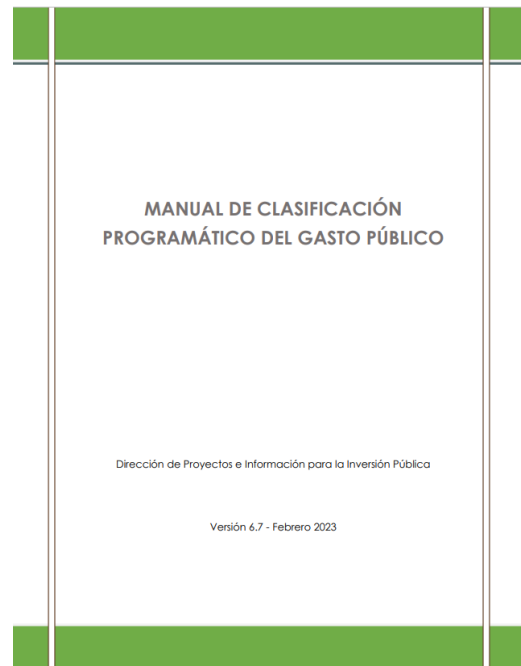 MANUAL DE CLASIFICACIÓN
PROGRAMÁTICO DEL GASTO PÚBLICO
Dirección de Proyectos e Información para la Inversión Pública
Versión 6.7 - Febrero 2023